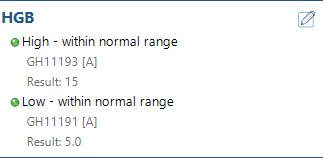 HGB
High - within normal range
GH11193 [A]
Result: 15
Low - within normal range
GH11191 [A]
Result: 5.0